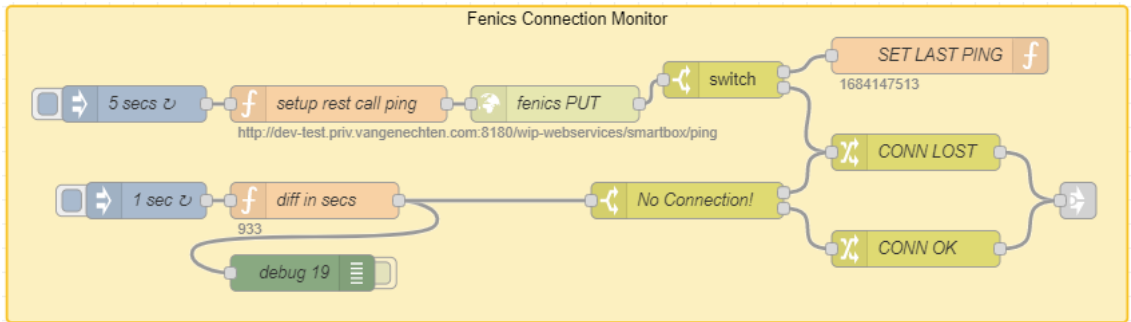 Fenics Connection Monitor
SET LAST PING
1684147513
switch
5 secs ↻
setup rest call ping
fenics PUT
http://dev-test.priv.vangenechten.com:8180/wip-webservices/smartbox/ping
CONN LOST
1 sec ↻
diff in secs
No Connection!
933
CONN OK
debug 19